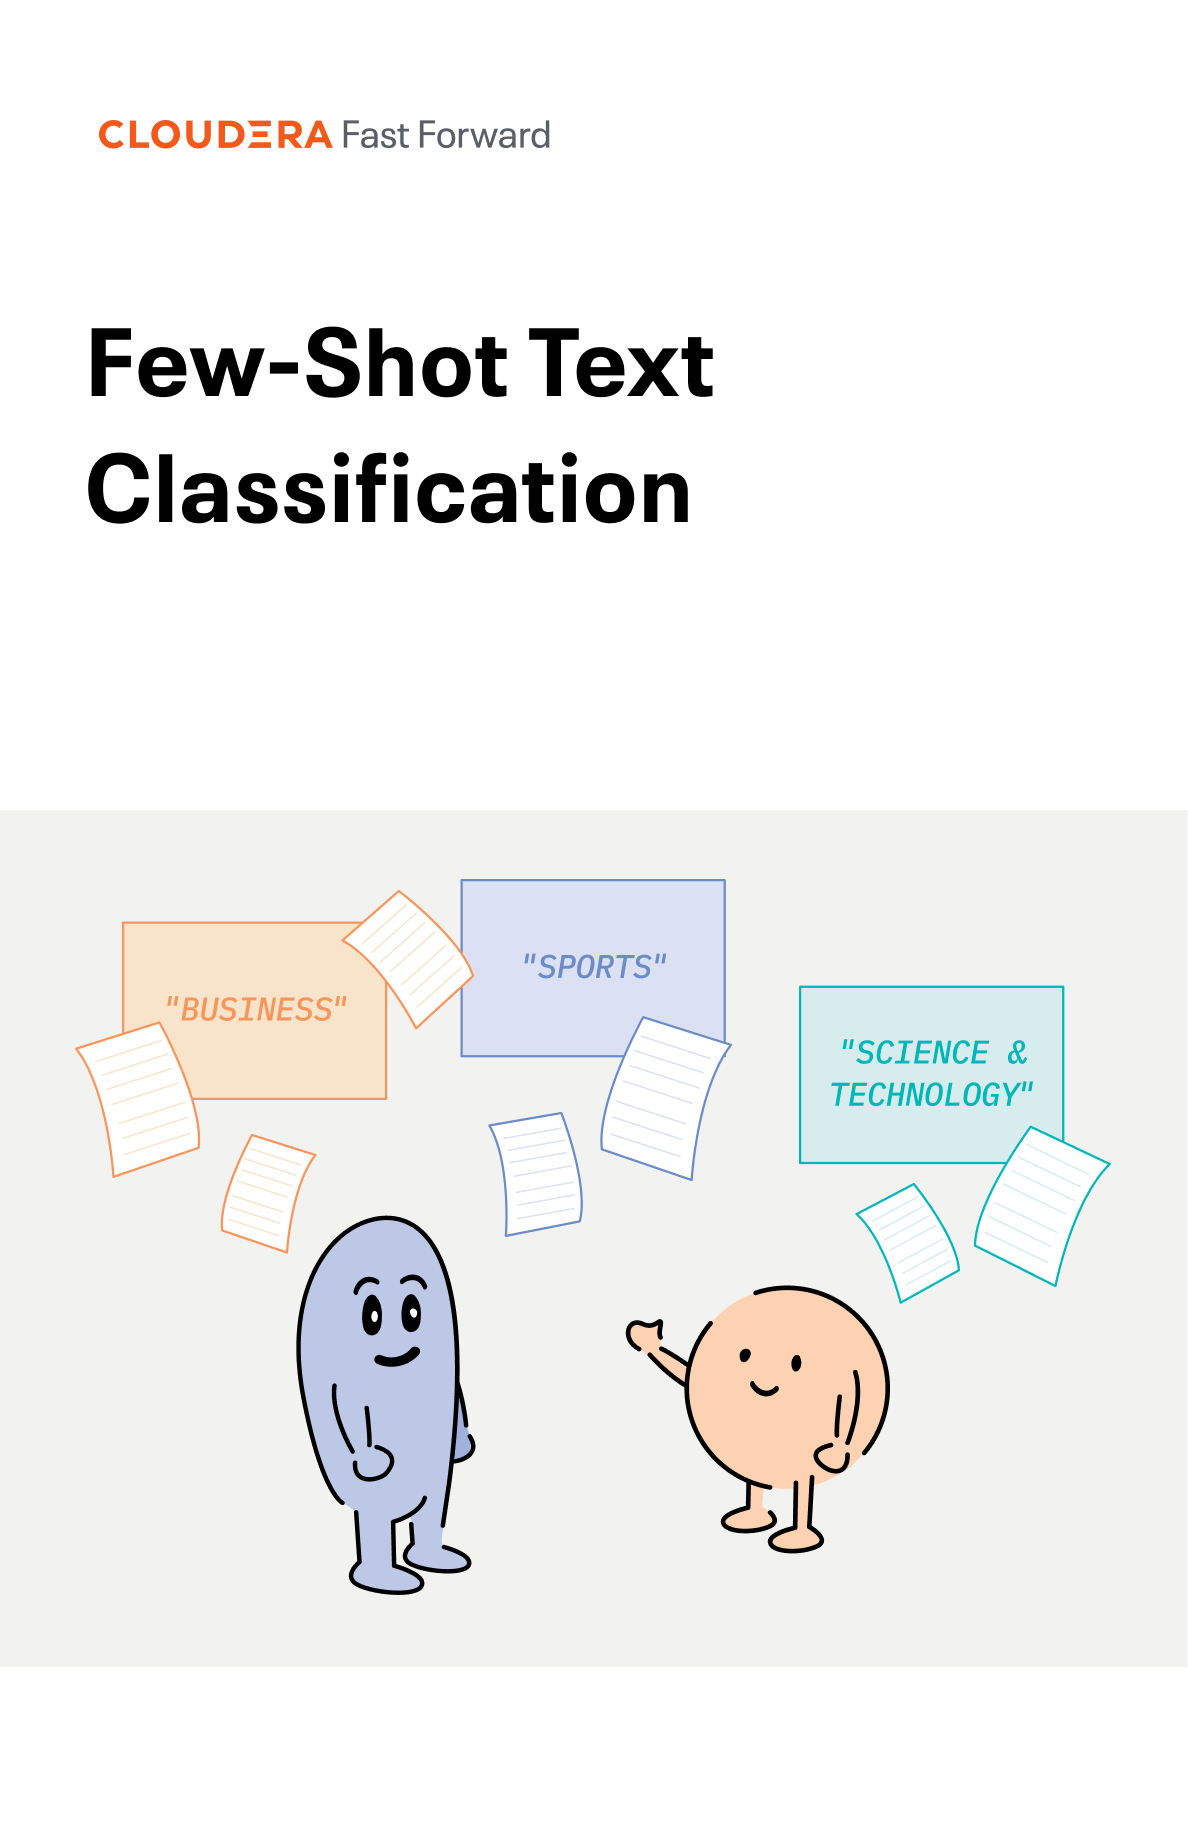 CLOUDERA Fast Forward
Few-Shot Text
Classification
"SPORTS"
"BUSINESS"
"SCIENCE &
TECHNOLOGY"